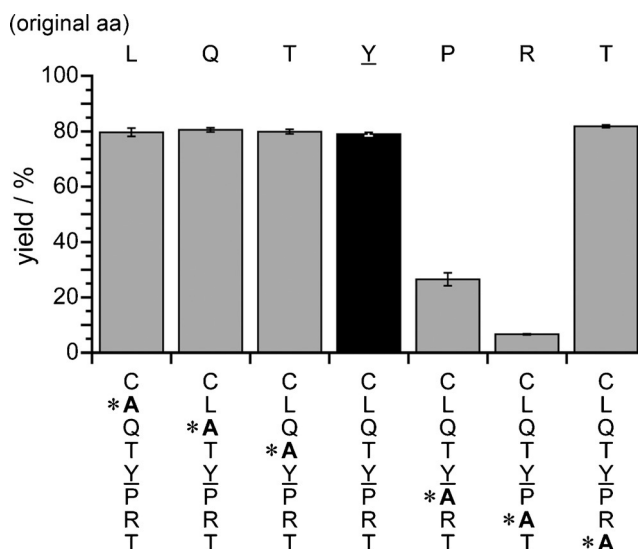 (original aa)
L Q T Y P R T
100
80
60
40
20
0
yield / %
C C C C C C C
*A L L L L L L
Q *A Q Q Q Q Q
T T *A T T T T
Y Y Y Y Y Y Y
P P P P *A P P
R R R R R *A R
T T T T T T *A